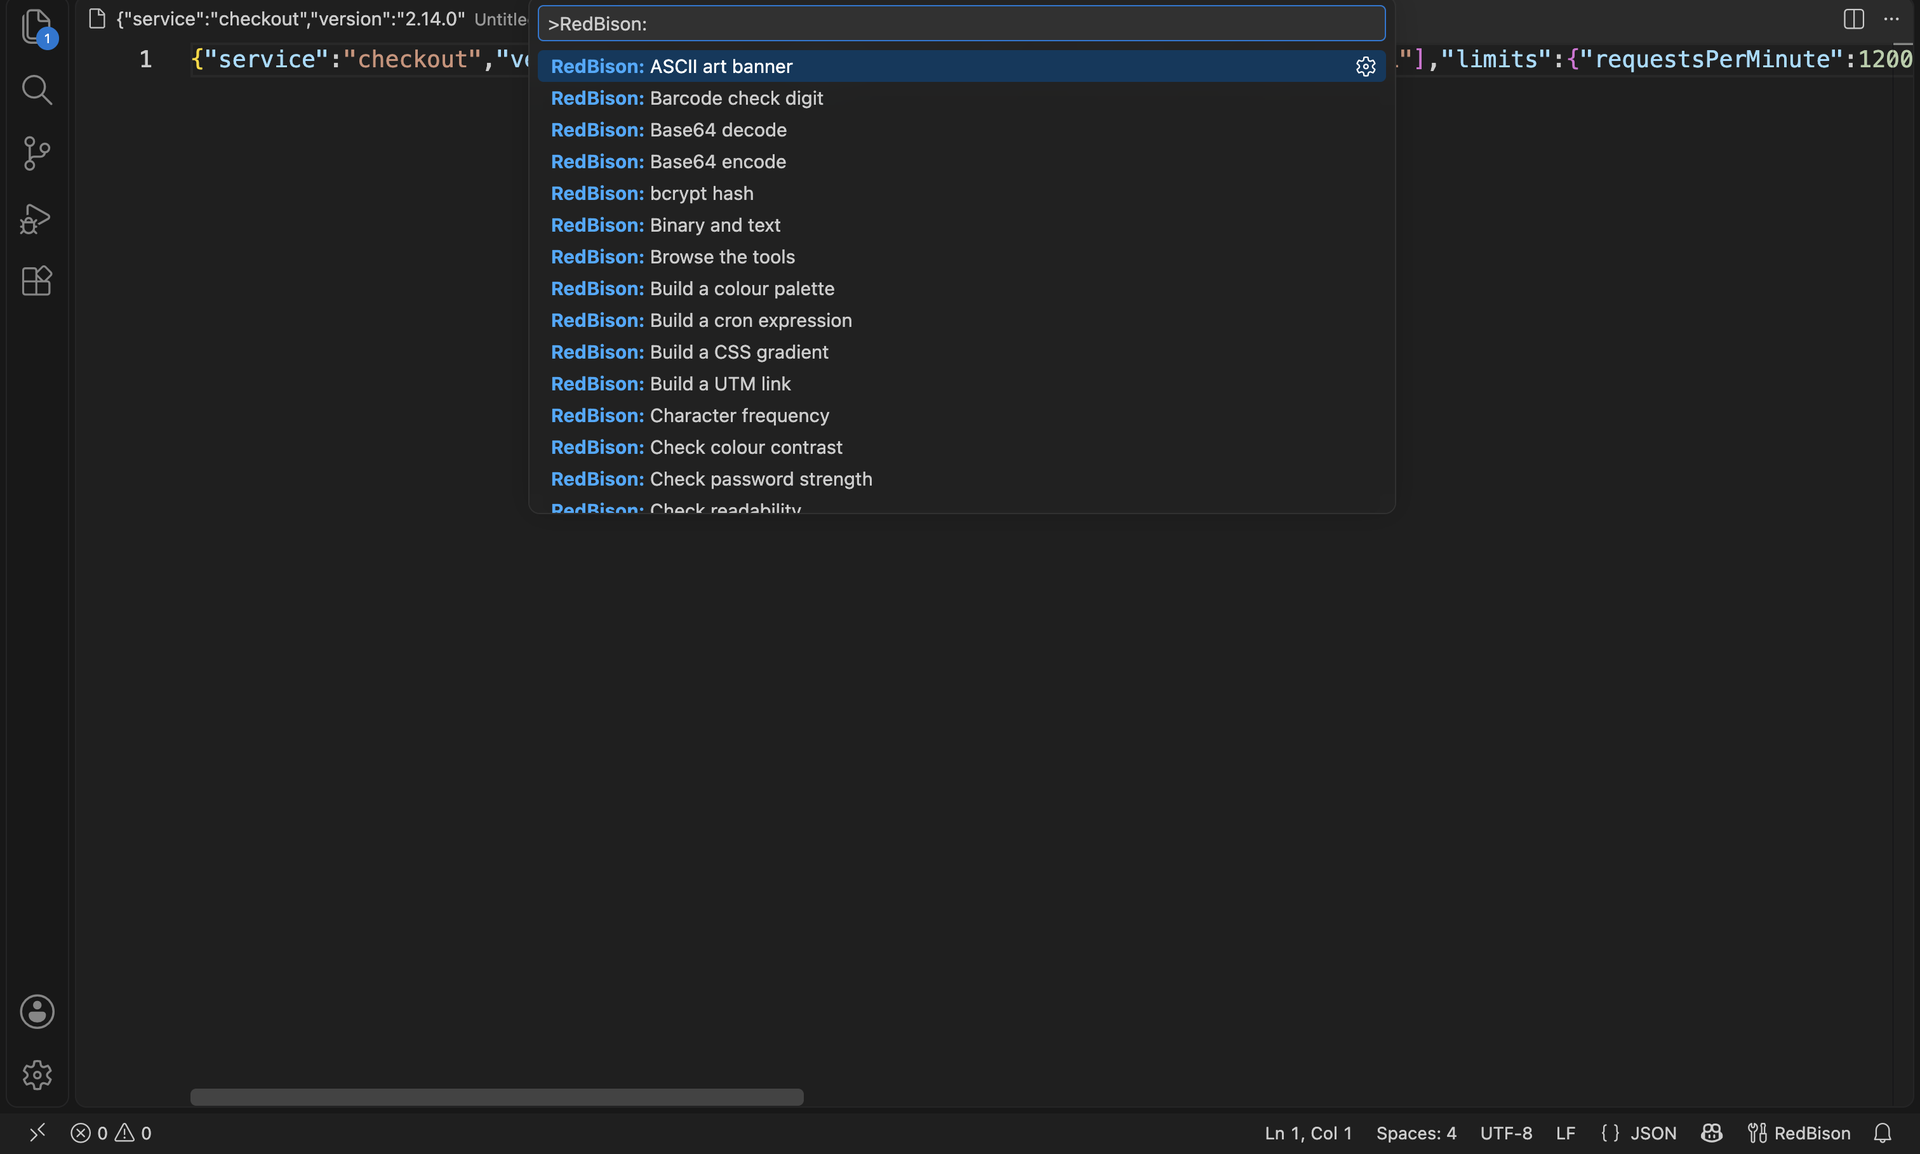 1
{"service":"checkout","version":"2.14.0" Untitle
>RedBison:
1
{"service":"checkout","v
"],"limits":{"requestsPerMinute":1200
RedBison: ASCII art banner
RedBison: Barcode check digit
RedBison: Base64 decode
RedBison: Base64 encode
RedBison: bcrypt hash
RedBison: Binary and text
RedBison: Browse the tools
RedBison: Build a colour palette
RedBison: Build a cron expression
RedBison: Build a CSS gradient
RedBison: Build a UTM link
RedBison: Character frequency
RedBison: Check colour contrast
RedBison: Check password strength
RedBison: Check readability
0 0
Ln 1, Col 1 Spaces: 4 UTF-8 LF {} JSON RedBison